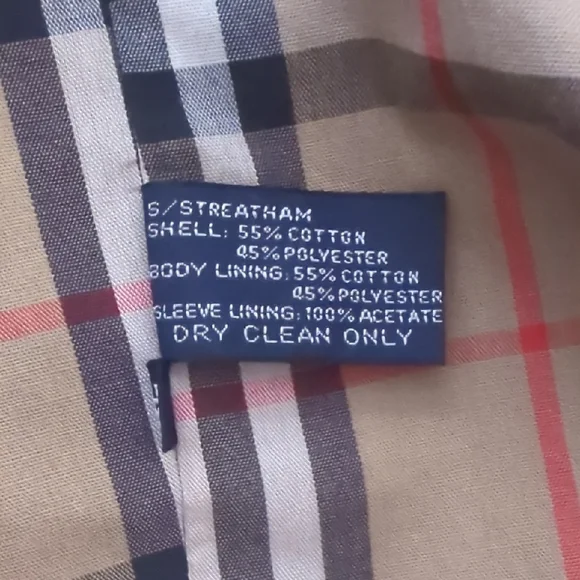 S/STREATHAM
SHELL: 55% COTTON
45% POLYESTER
BODY LINING: 55% COTTON
45% POLYESTER
SLEEVE LINING: 100% ACETATE
DRY CLEAN ONLY